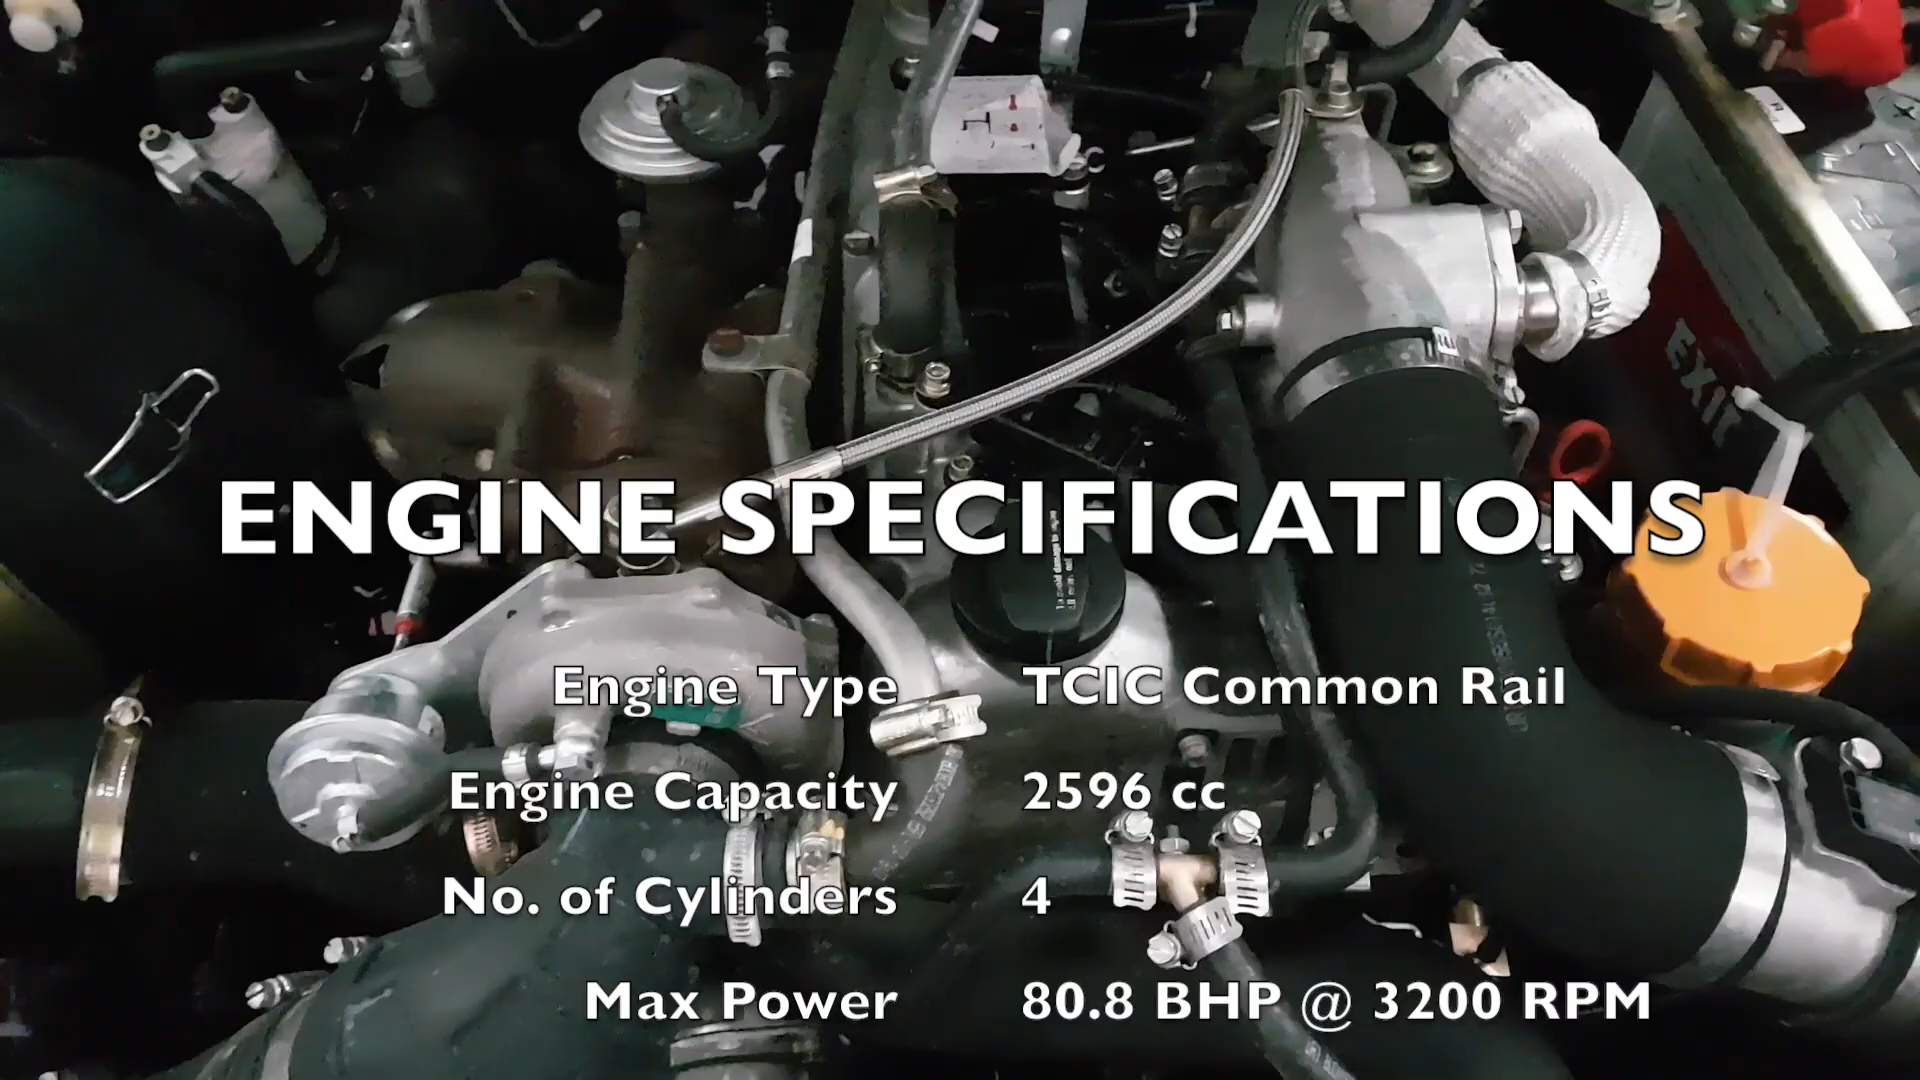 EXIT
ENGINE SPECIFICATIONS
Engine Type TCIC Common Rail
Engine Capacity 2596 cc
No. of Cylinders 4
Max Power 80.8 BHP @ 3200 RPM